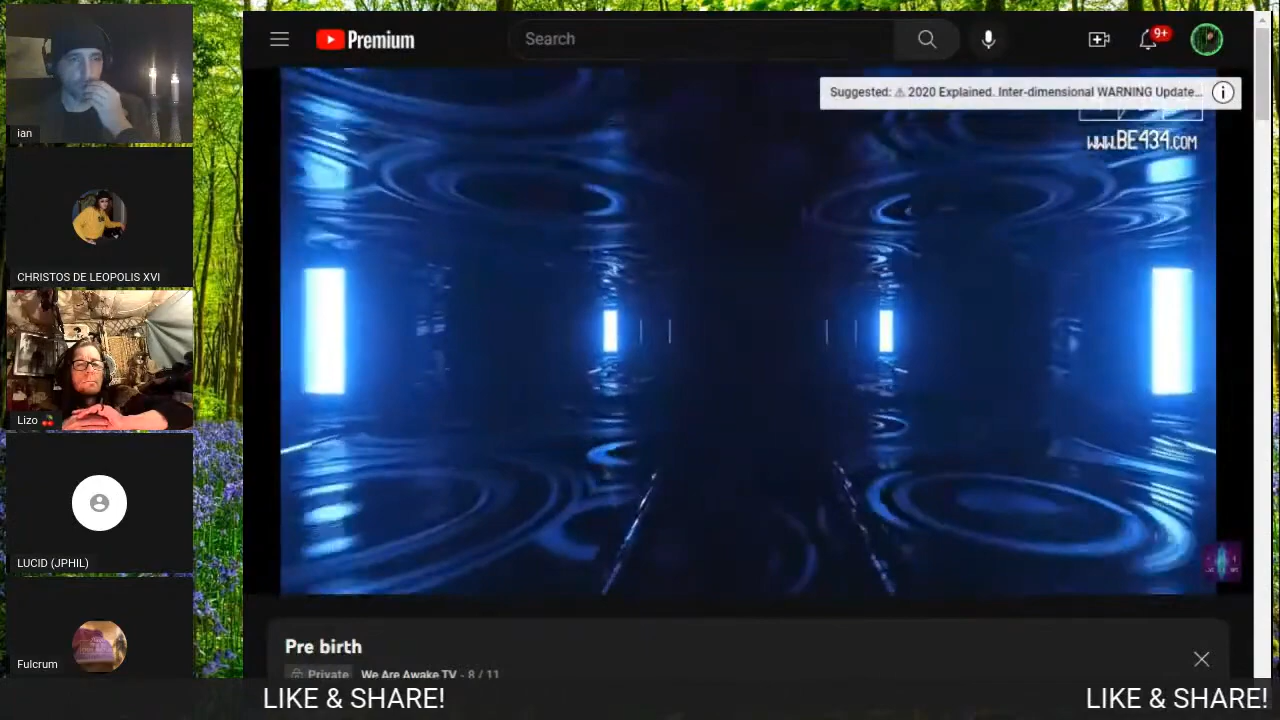 Premium
Search
9+
Suggested: ⚠ 2020 Explained. Inter-dimensional WARNING Update...
www.BE434.com
ian
CHRISTOS DE LEOPOLIS XVI
Lizo 🍒
LUCID (JPHIL)
Fulcrum
Pre birth
Private We Are Awake TV - 8 / 11
LIKE & SHARE! LIKE & SHARE!